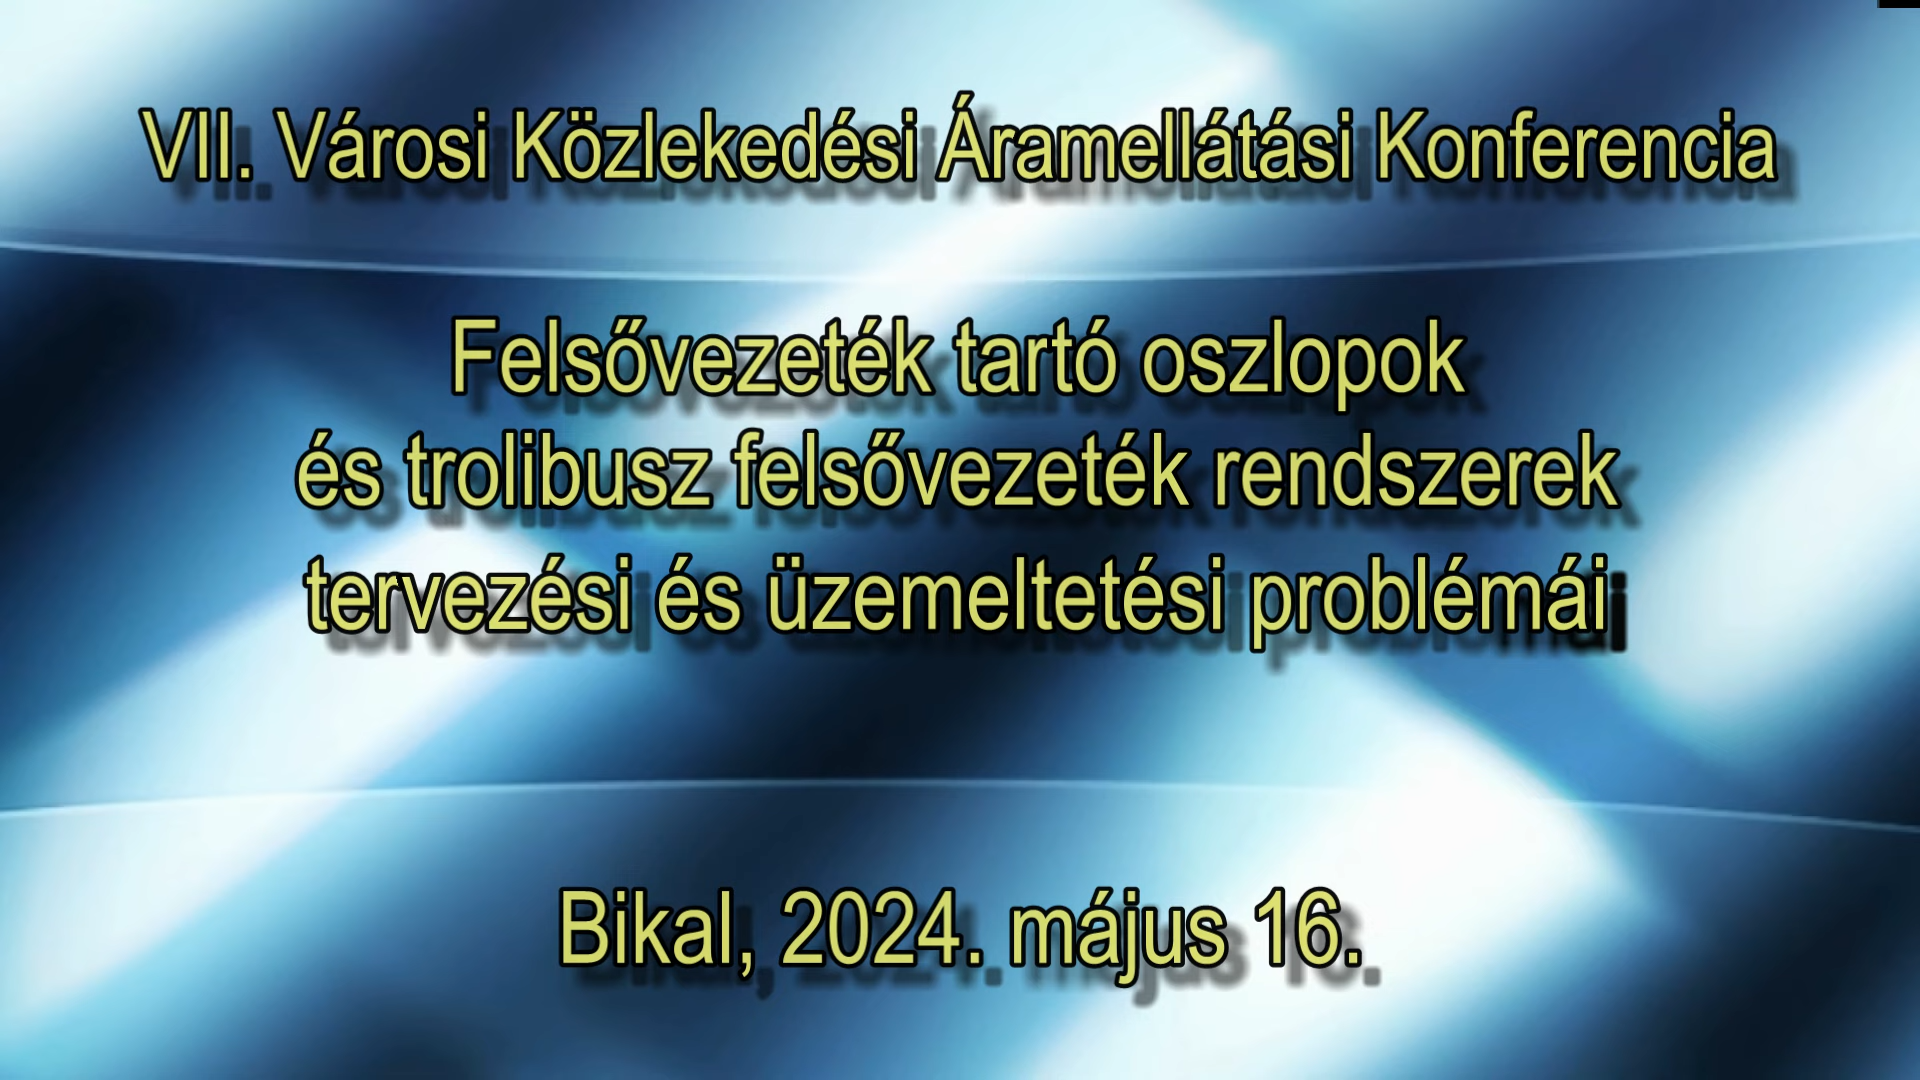 VII. Városi Közlekedési Áramellátási Konferencia
Felsővezeték tartó oszlopok
és trolibusz felsővezeték rendszerek
tervezési és üzemeltetési problémái
Bikal, 2024. május 16.